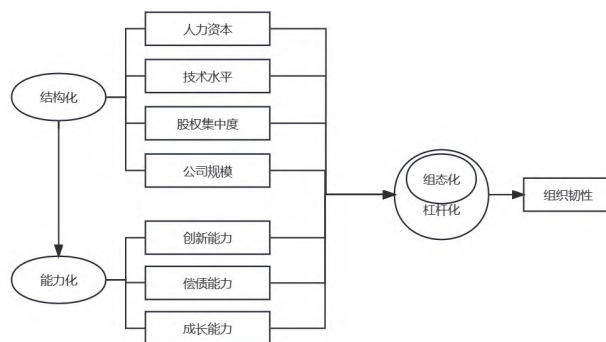 结构化
人力资本
技术水平
股权集中度
公司规模
能力化
创新能力
偿债能力
成长能力
组态化
杠杆化
组织韧性